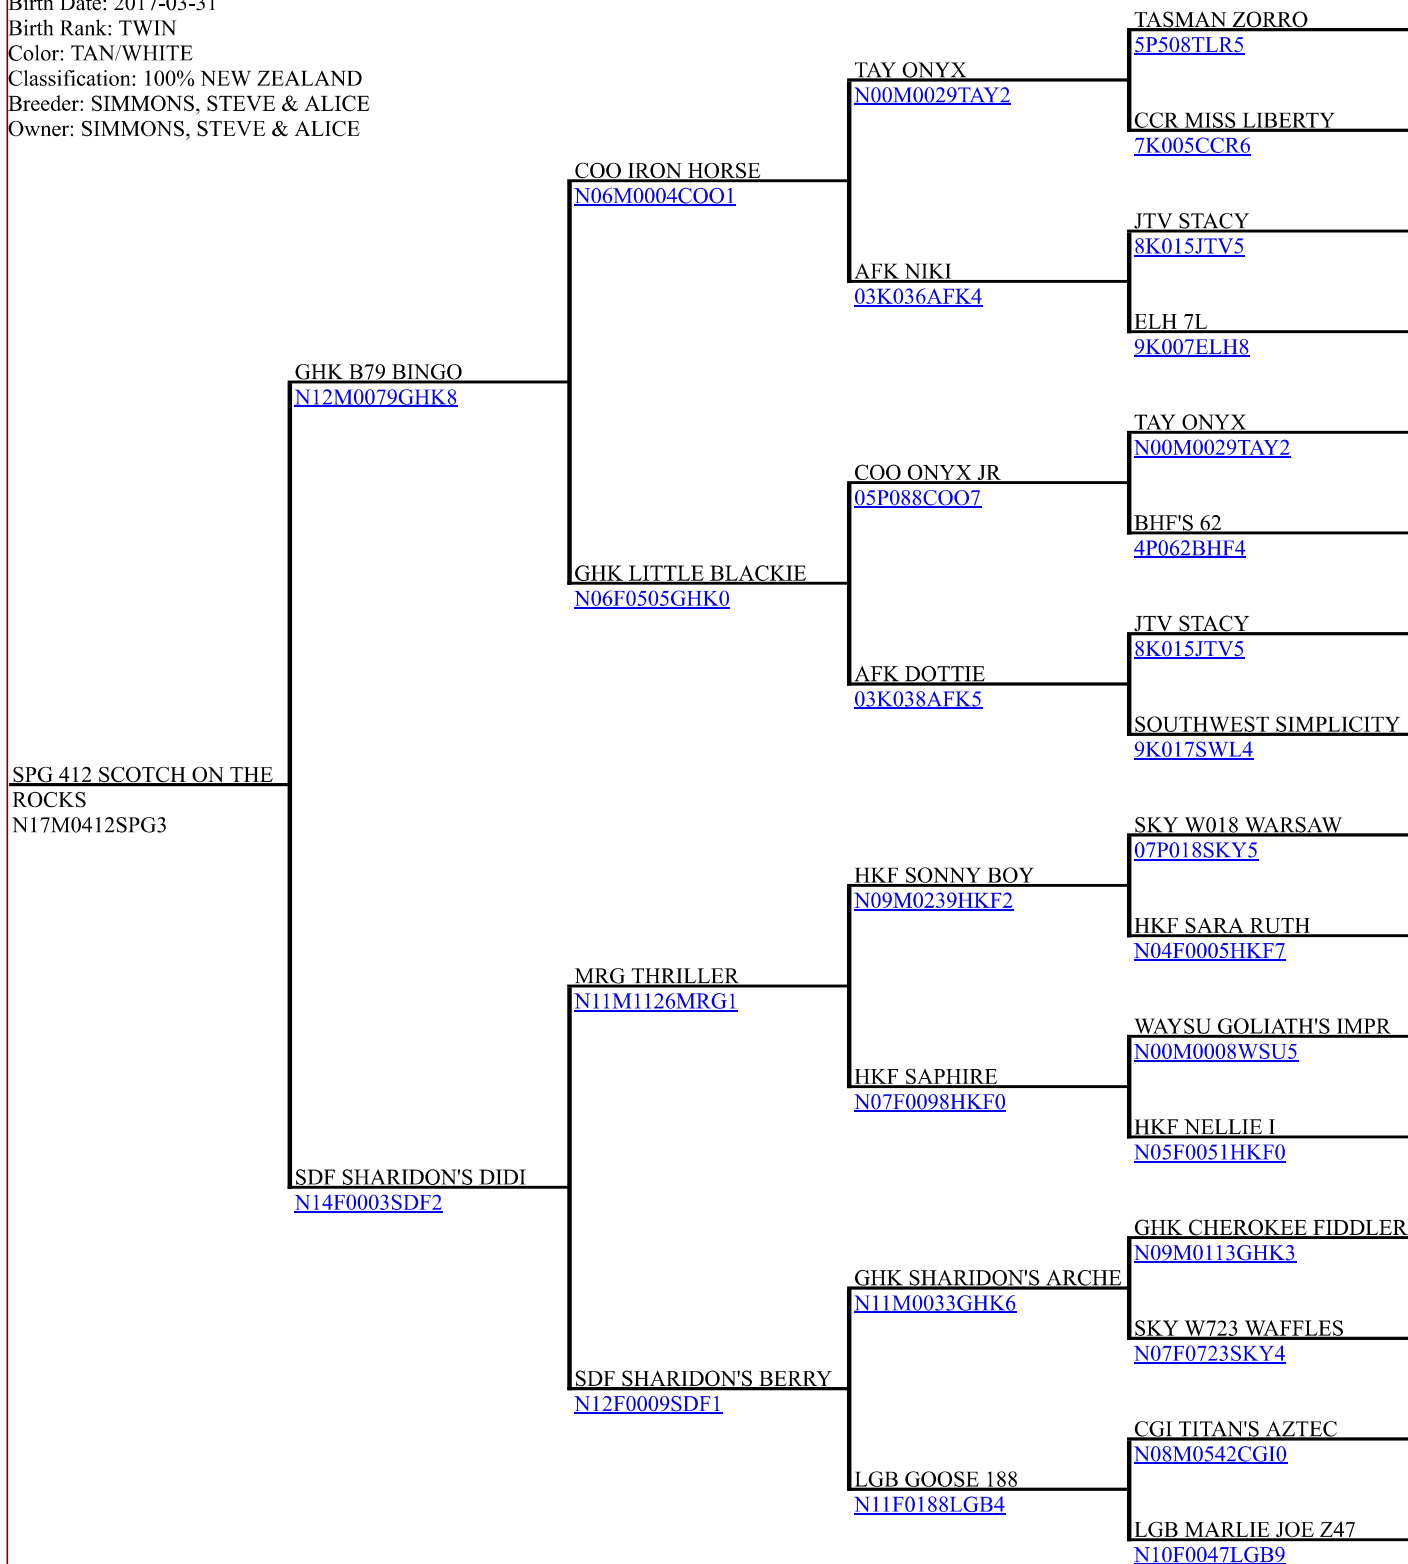 Birth Date: 2017-03-31
Birth Rank: TWIN
Color: TAN/WHITE
Classification: 100% NEW ZEALAND
Breeder: SIMMONS, STEVE & ALICE
Owner: SIMMONS, STEVE & ALICE
SPG 412 SCOTCH ON THE
ROCKS
N17M0412SPG3
GHK B79 BINGO
N12M0079GHK8
SDF SHARIDON'S DIDI
N14F0003SDF2
COO IRON HORSE
N06M0004COO1
GHK LITTLE BLACKIE
N06F0505GHK0
MRG THRILLER
N11M1126MRG1
SDF SHARIDON'S BERRY
N12F0009SDF1
TAY ONYX
N00M0029TAY2
AFK NIKI
03K036AFK4
COO ONYX JR
05P088COO7
AFK DOTTIE
03K038AFK5
HKF SONNY BOY
N09M0239HKF2
HKF SAPHIRE
N07F0098HKF0
GHK SHARIDON'S ARCHE
N11M0033GHK6
LGB GOOSE 188
N11F0188LGB4
TASMAN ZORRO
5P508TLR5
CCR MISS LIBERTY
7K005CCR6
JTV STACY
8K015JTV5
ELH 7L
9K007ELH8
TAY ONYX
N00M0029TAY2
BHF'S 62
4P062BHF4
JTV STACY
8K015JTV5
SOUTHWEST SIMPLICITY
9K017SWL4
SKY W018 WARSAW
07P018SKY5
HKF SARA RUTH
N04F0005HKF7
WAYSU GOLIATH'S IMPR
N00M0008WSU5
HKF NELLIE I
N05F0051HKF0
GHK CHEROKEE FIDDLER
N09M0113GHK3
SKY W723 WAFFLES
N07F0723SKY4
CGI TITAN'S AZTEC
N08M0542CGI0
LGB MARLIE JOE Z47
N10F0047LGB9